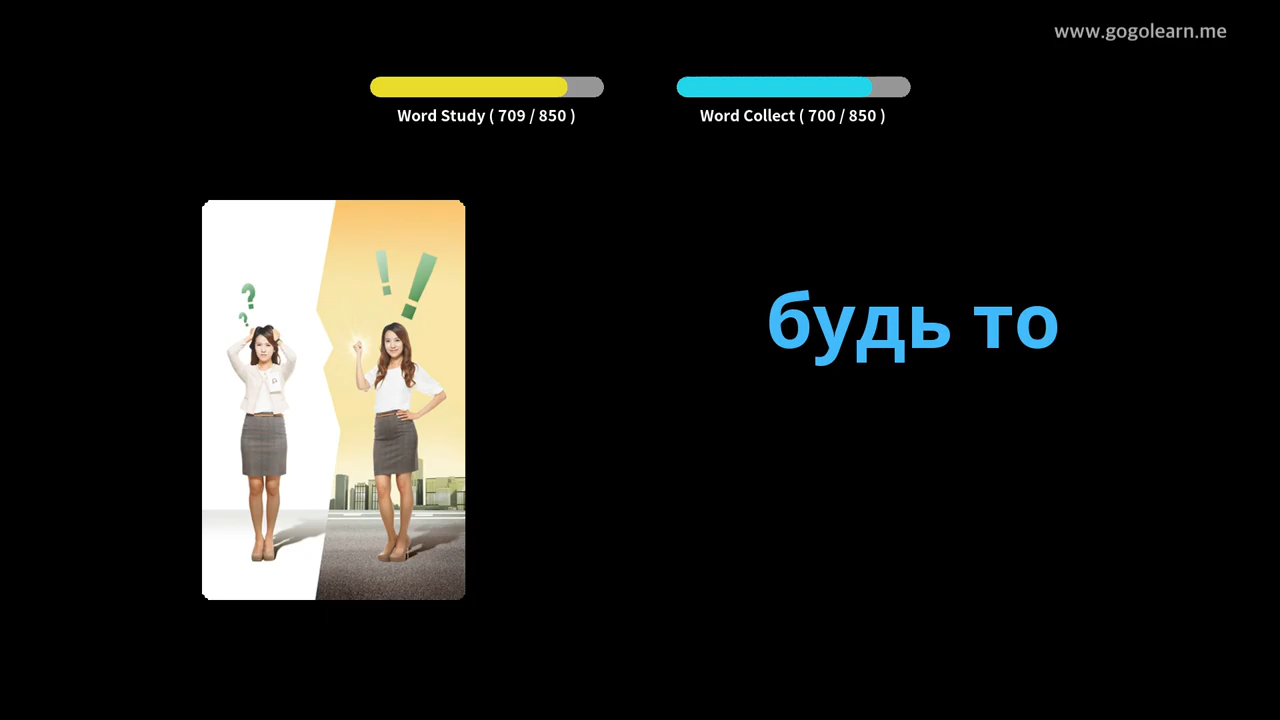 www.gogolearn.me
Word Study ( 709 / 850 )
Word Collect ( 700 / 850 )
? ?
! !
будь то